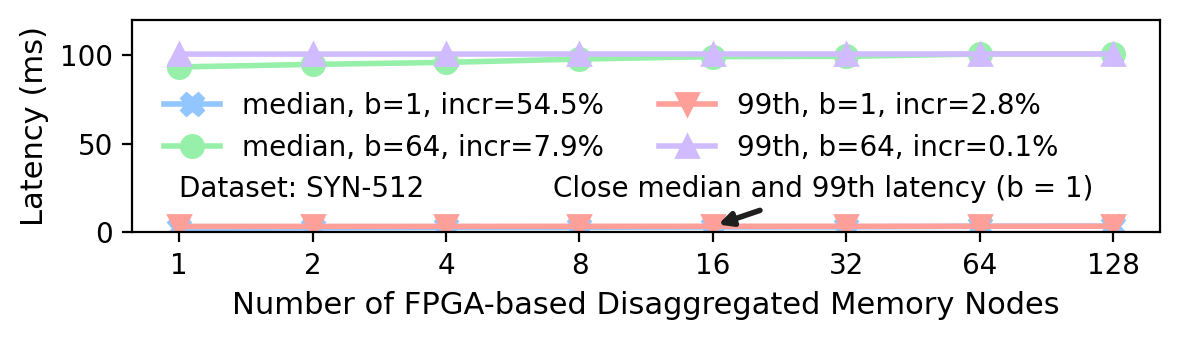 Latency (ms)
100
50
0
median, b=1, incr=54.5%
99th, b=1, incr=2.8%
median, b=64, incr=7.9%
99th, b=64, incr=0.1%
Dataset: SYN-512
Close median and 99th latency (b = 1)
1 2 4 8 16 32 64 128
Number of FPGA-based Disaggregated Memory Nodes